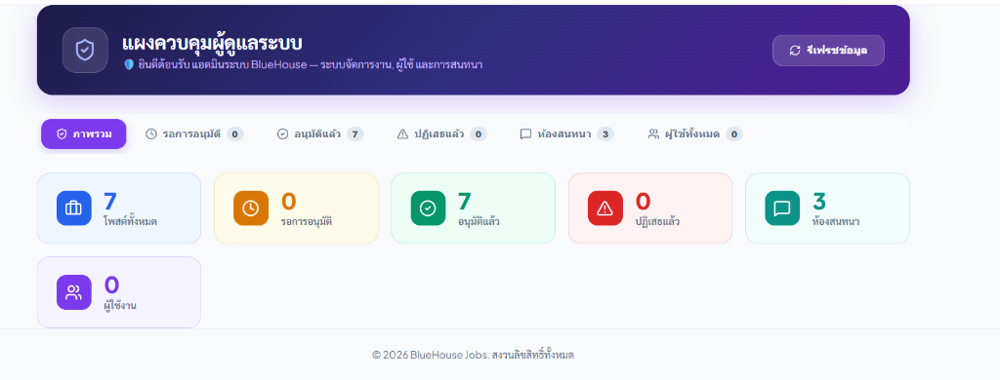 แผงควบคุมผู้ดูแลระบบ
ยินดีต้อนรับ แอดมินระบบ BlueHouse — ระบบจัดการงาน, ผู้ใช้ และการสนทนา
รีเฟรชข้อมูล
ภาพรวม
รอการอนุมัติ 0
อนุมัติแล้ว 7
ปฏิเสธแล้ว 0
ห้องสนทนา 3
ผู้ใช้ทั้งหมด 0
7
โพสต์ทั้งหมด
0
รอการอนุมัติ
7
อนุมัติแล้ว
0
ปฏิเสธแล้ว
3
ห้องสนทนา
0
ผู้ใช้งาน
© 2026 BlueHouse Jobs. สงวนลิขสิทธิ์ทั้งหมด